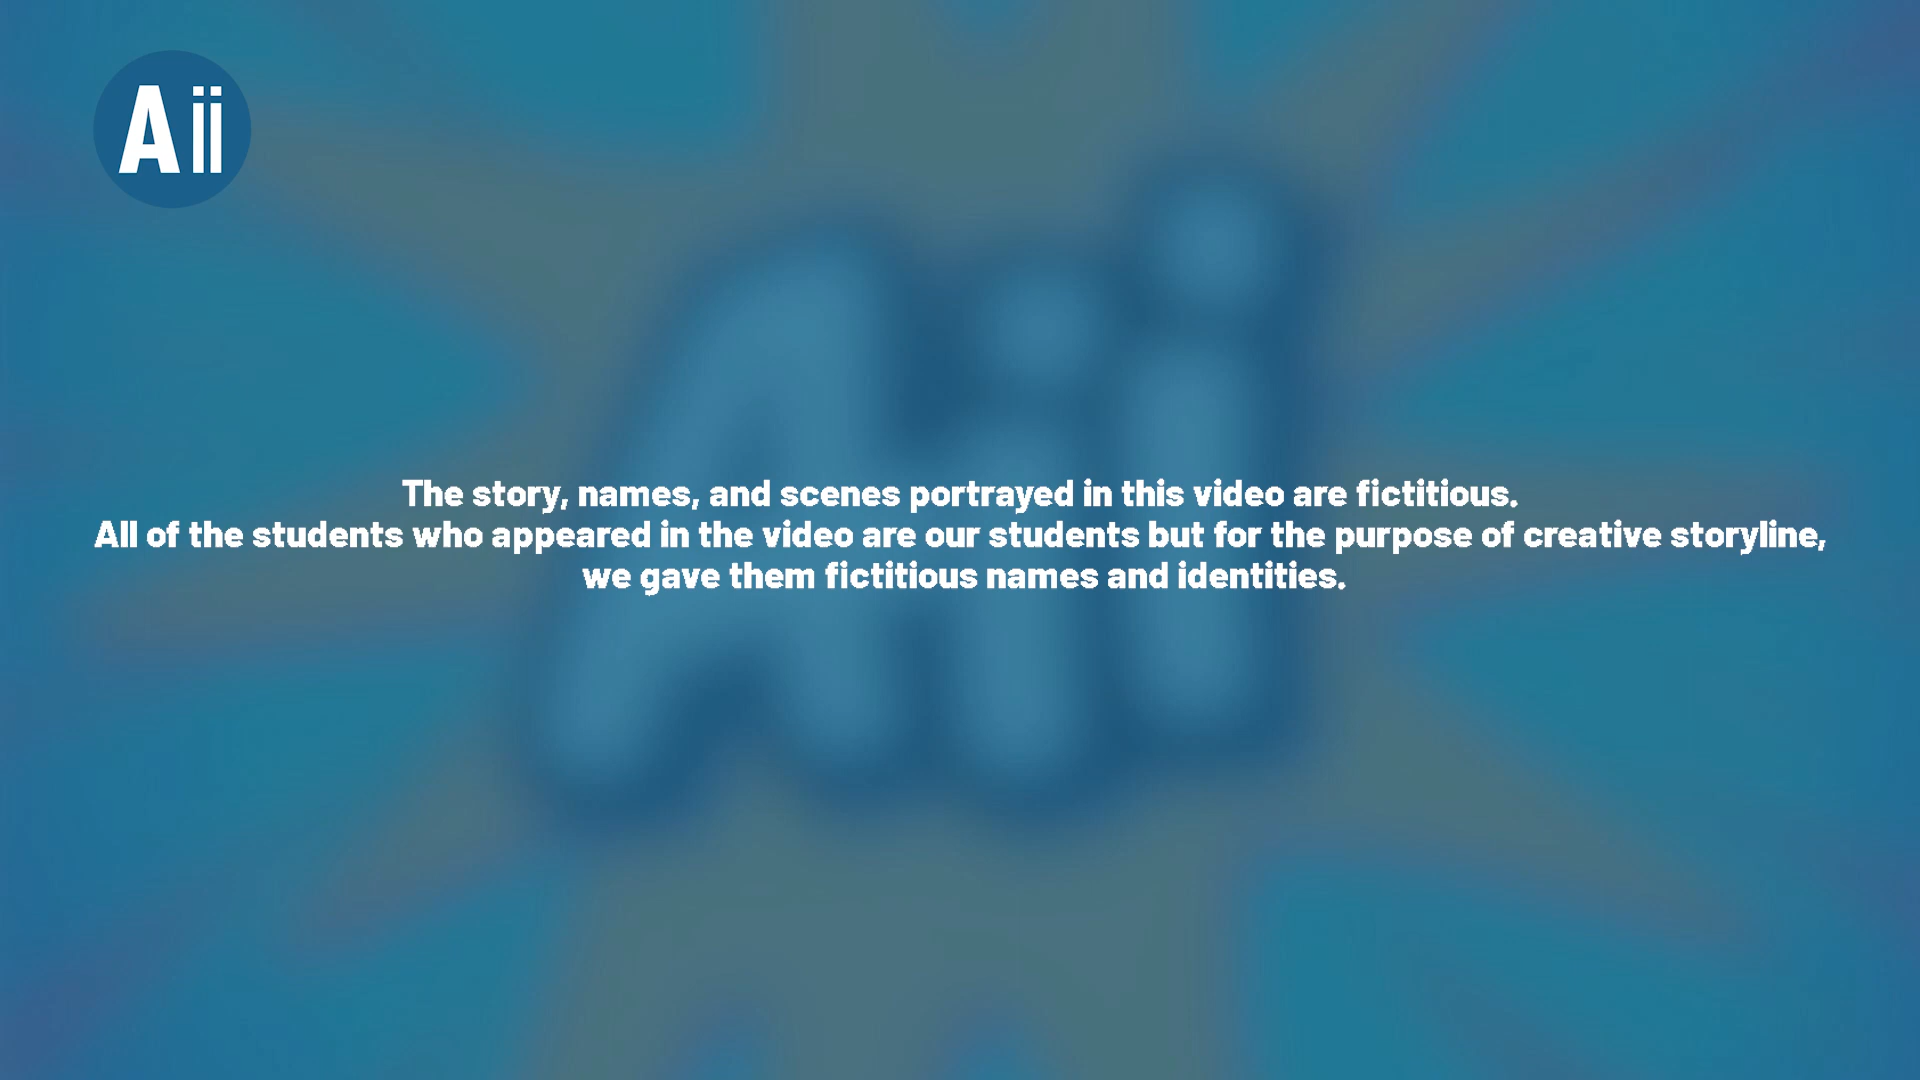 Aii
Aii
The story, names, and scenes portrayed in this video are fictitious.
All of the students who appeared in the video are our students but for the purpose of creative storyline,
we gave them fictitious names and identities.